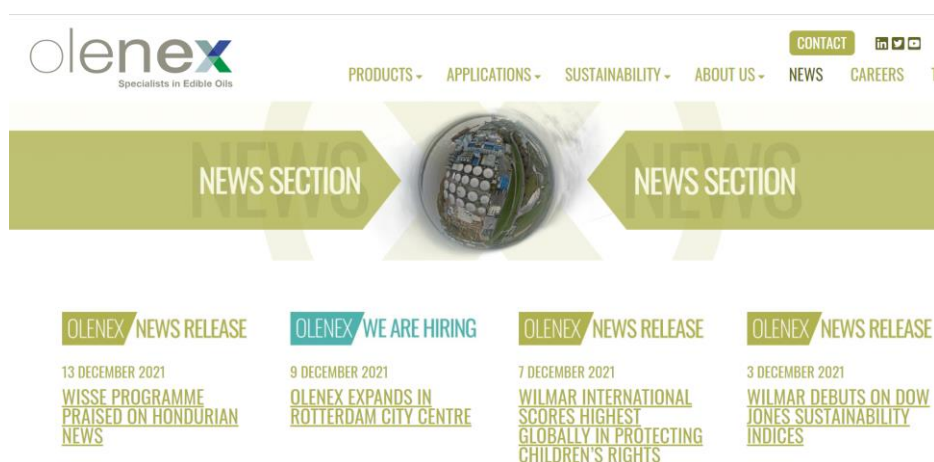 olenex
Specialists in Edible Oils
CONTACT
PRODUCTS
APPLICATIONS
SUSTAINABILITY
ABOUT US
NEWS
CAREERS
NEWS SECTION
NEWS SECTION
NEWS
NEWS
OLENEX NEWS RELEASE
13 DECEMBER 2021
WISSE PROGRAMME
PRAISED ON HONDURIAN
NEWS
OLENEX WE ARE HIRING
9 DECEMBER 2021
OLENEX EXPANDS IN
ROTTERDAM CITY CENTRE
OLENEX NEWS RELEASE
7 DECEMBER 2021
WILMAR INTERNATIONAL
SCORES HIGHEST
GLOBALLY IN PROTECTING
CHILDREN'S RIGHTS
OLENEX NEWS RELEASE
3 DECEMBER 2021
WILMAR DEBUTS ON DOW
JONES SUSTAINABILITY
INDICES